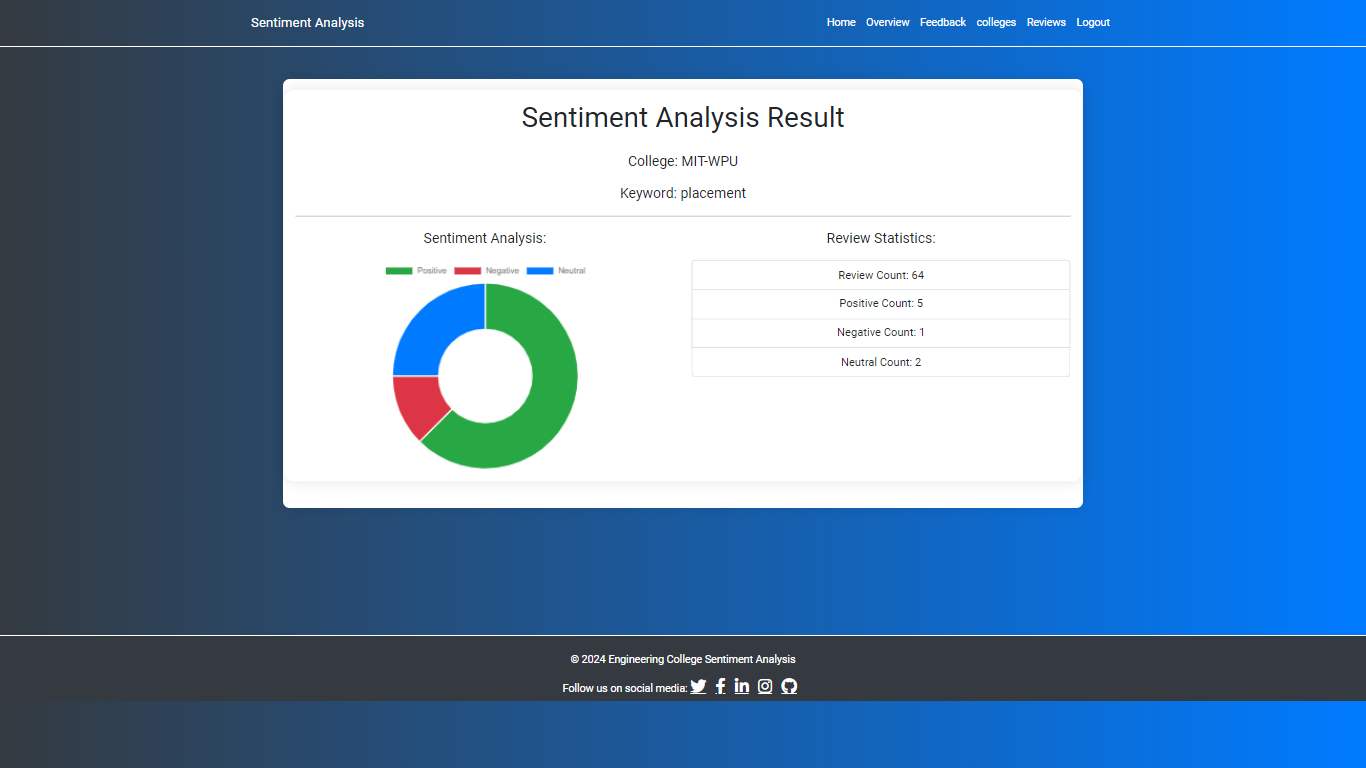 Sentiment Analysis
Home Overview Feedback colleges Reviews Logout
Sentiment Analysis Result
College: MIT-WPU
Keyword: placement
Sentiment Analysis:
Positive Negative Neutral
Review Statistics:
Review Count: 64
Positive Count: 5
Negative Count: 1
Neutral Count: 2
© 2024 Engineering College Sentiment Analysis
Follow us on social media: